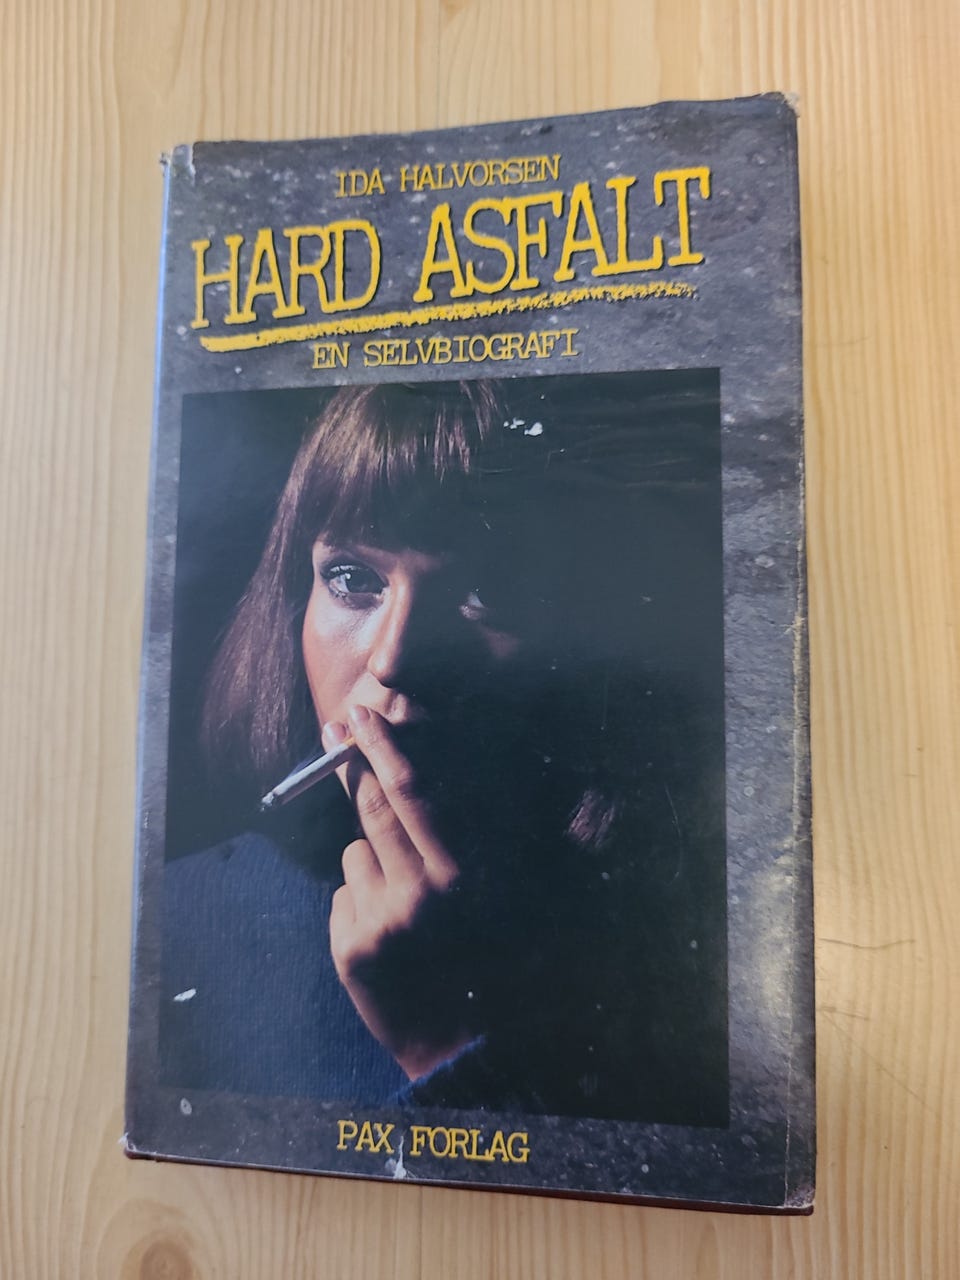 IDA HALVORSEN
HARD ASFALT
EN SELVBIOGRAFI
PAX FORLAG